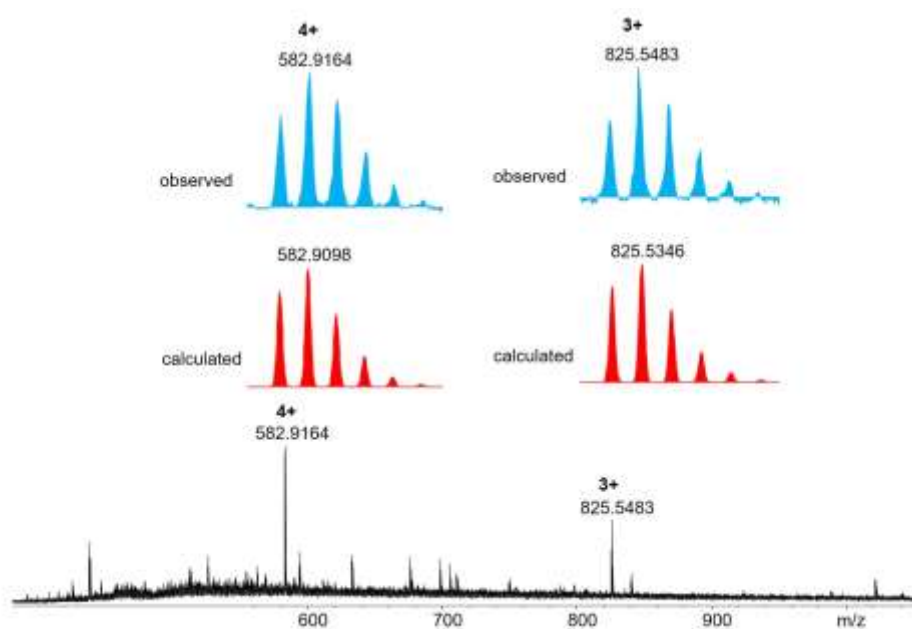 4+ 3+
582.9164 825.5483
observed observed
582.9098 825.5346
calculated calculated
4+
582.9164
3+
825.5483
600 700 800 900 m/z